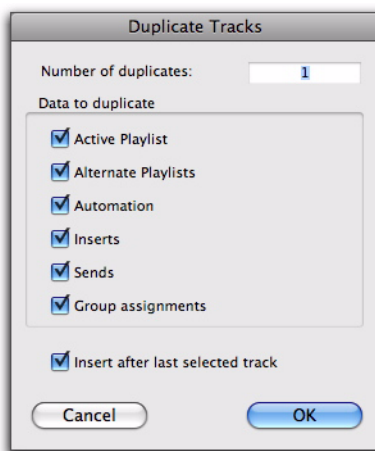 Duplicate Tracks
Number of duplicates: 1
Data to duplicate
Active Playlist
Alternate Playlists
Automation
Inserts
Sends
Group assignments
Insert after last selected track
Cancel OK